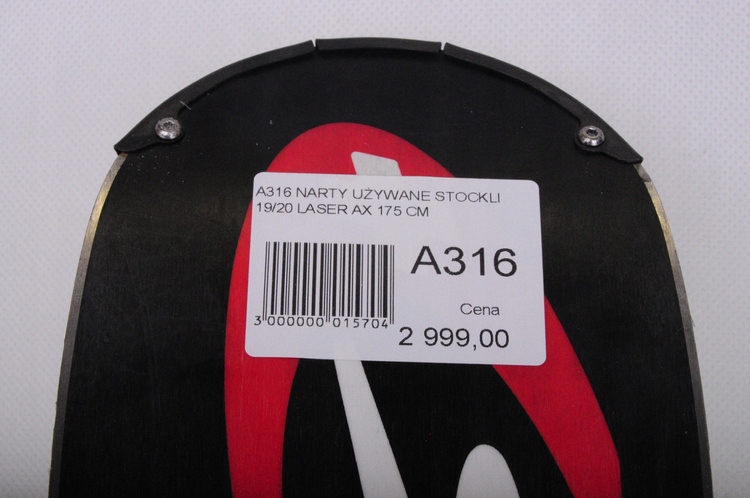 A316 NARTY UŻYWANE STOCKLI
19/20 LASER AX 175 CM
A316
3 000000 015704
Cena
2 999,00